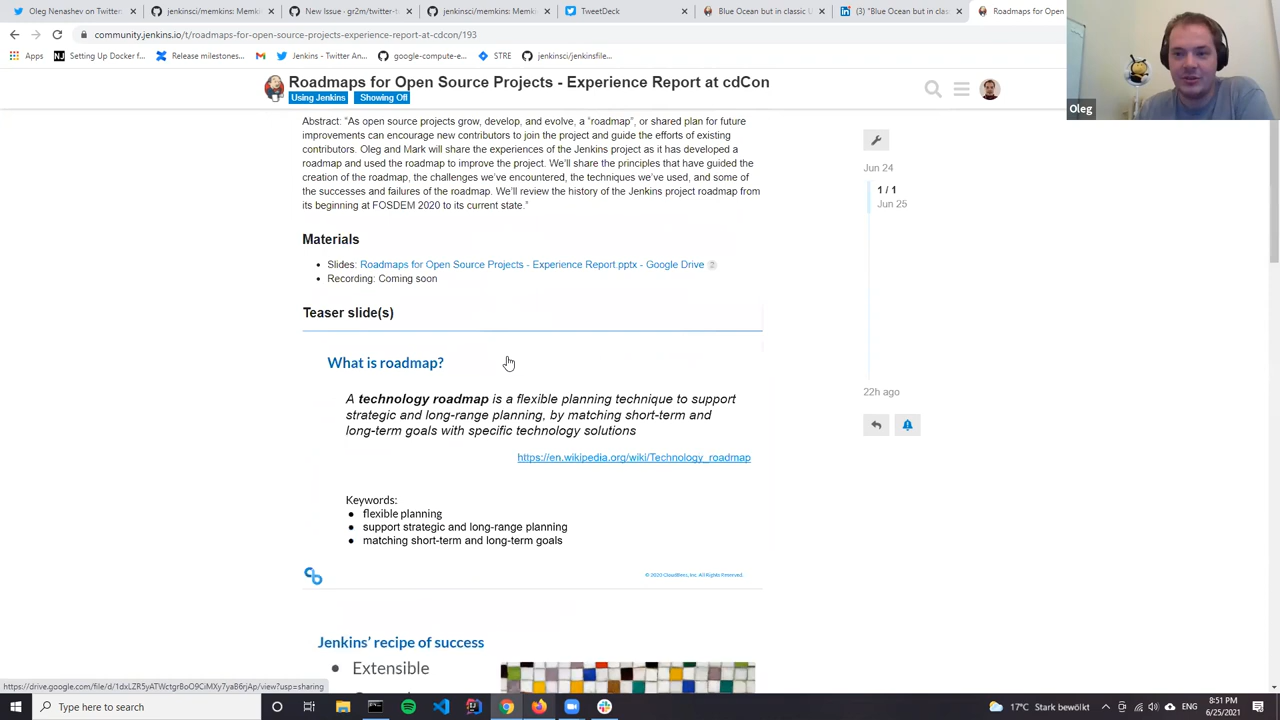 Oleg Nenashev on Twitter:
jenkinsci/jenkins: Jenkins
New Issue · gr2m/twitter-t
jenkinsci/jenkins: Jenkins
TweetDeck
Blue Ocean but in classic U
(3) "Blue Ocean but in clas
Roadmaps for Open
community.jenkins.io/t/roadmaps-for-open-source-projects-experience-report-at-cdcon/193
Apps
Setting Up Docker f...
Release milestones...
Jenkins - Twitter An...
google-compute-e...
jenkinsci/jenkinsfile...
Roadmaps for Open Source Projects - Experience Report at cdCon
Using Jenkins
Showing Off
Oleg
Abstract: "As open source projects grow, develop, and evolve, a "roadmap", or shared plan for future
improvements can encourage new contributors to join the project and guide the efforts of existing
contributors. Oleg and Mark will share the experiences of the Jenkins project as it has developed a
roadmap and used the roadmap to improve the project. We'll share the principles that have guided the
creation of the roadmap, the challenges we've encountered, the techniques we've used, and some of
the successes and failures of the roadmap. We'll review the history of the Jenkins project roadmap from
its beginning at FOSDEM 2020 to its current state."
Jun 24
1 / 1
Jun 25
22h ago
Materials
• Slides: Roadmaps for Open Source Projects - Experience Report.pptx - Google Drive 2
• Recording: Coming soon
Teaser slide(s)
What is roadmap?
A technology roadmap is a flexible planning technique to support
strategic and long-range planning, by matching short-term and
long-term goals with specific technology solutions
https://en.wikipedia.org/wiki/Technology_roadmap
Keywords:
● flexible planning
● support strategic and long-range planning
● matching short-term and long-term goals
© 2020 CloudBees, Inc. All Rights Reserved.
Jenkins' recipe of success
● Extensible
Type here to search
17°C Stark bewölkt
ENG
8:51 PM
6/25/2021